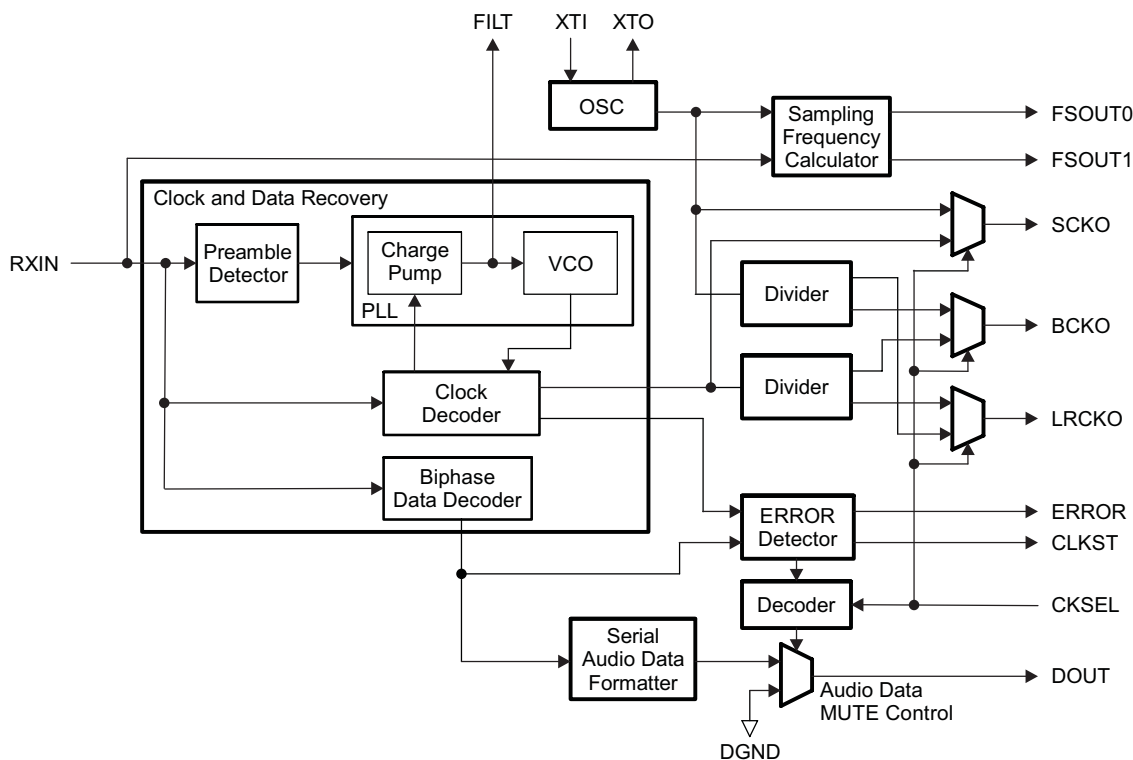 FILT XTI XTO
OSC
Sampling
Frequency
Calculator
FSOUT0
FSOUT1
Clock and Data Recovery
RXIN
Preamble
Detector
Charge
Pump
VCO
PLL
SCKO
Divider
BCKO
Clock
Decoder
Divider
LRCKO
Biphase
Data Decoder
ERROR
Detector
ERROR
CLKST
Decoder
CKSEL
Serial
Audio Data
Formatter
DOUT
Audio Data
MUTE Control
DGND